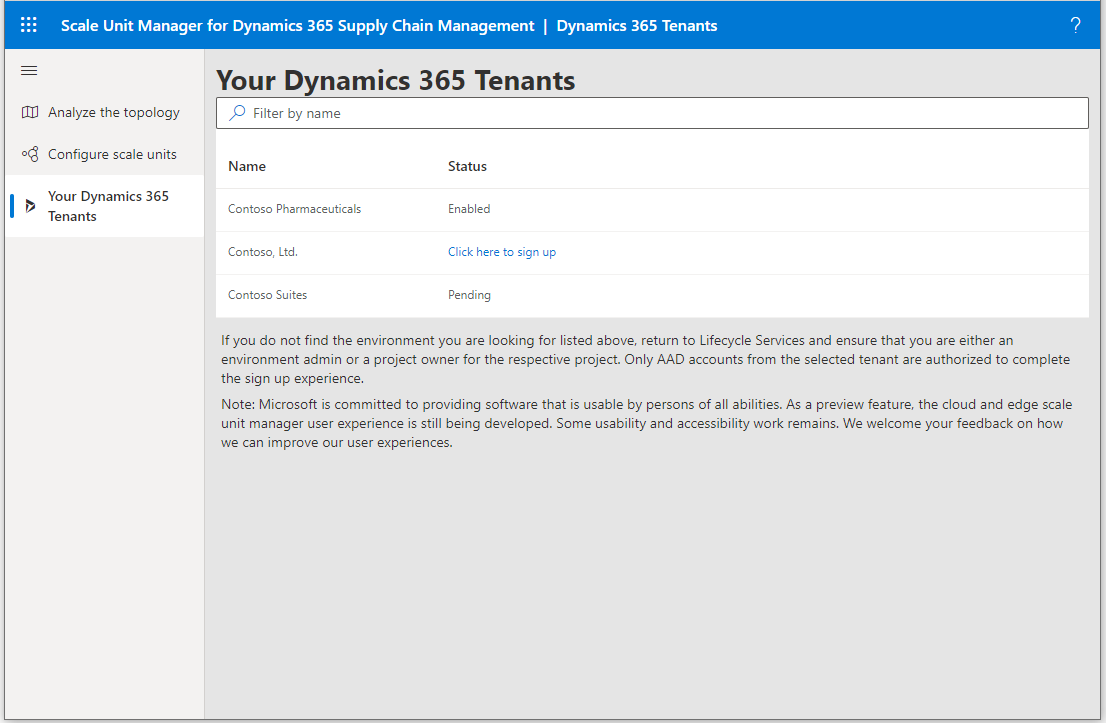 Scale Unit Manager for Dynamics 365 Supply Chain Management | Dynamics 365 Tenants ?
Analyze the topology
Configure scale units
Your Dynamics 365
Tenants
Your Dynamics 365 Tenants
Filter by name
Name Status
Contoso Pharmaceuticals Enabled
Contoso, Ltd. Click here to sign up
Contoso Suites Pending
If you do not find the environment you are looking for listed above, return to Lifecycle Services and ensure that you are either an
environment admin or a project owner for the respective project. Only AAD accounts from the selected tenant are authorized to complete
the sign up experience.
Note: Microsoft is committed to providing software that is usable by persons of all abilities. As a preview feature, the cloud and edge scale
unit manager user experience is still being developed. Some usability and accessibility work remains. We welcome your feedback on how
we can improve our user experiences.